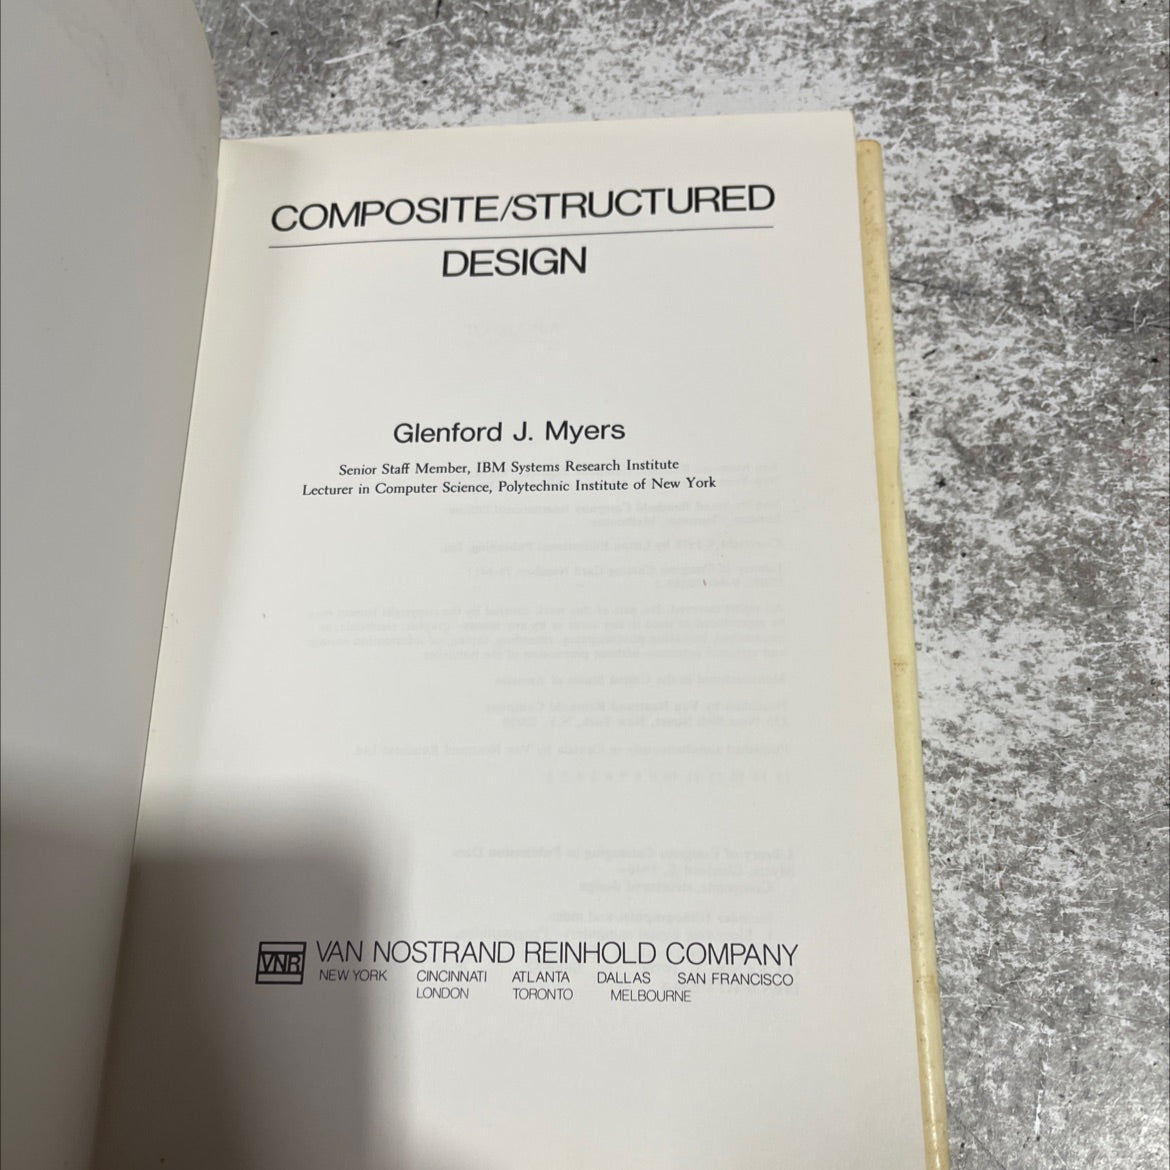 COMPOSITE/STRUCTURED
DESIGN
Glenford J. Myers
Senior Staff Member, IBM Systems Research Institute
Lecturer in Computer Science, Polytechnic Institute of New York
VNR VAN NOSTRAND REINHOLD COMPANY
NEW YORK CINCINNATI ATLANTA DALLAS SAN FRANCISCO
LONDON TORONTO MELBOURNE